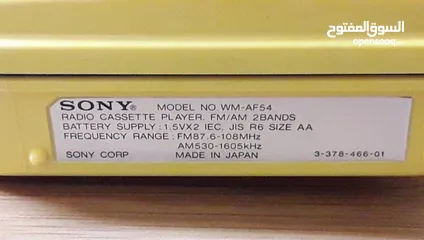 السوق المفتوح
opensooq.com
SONY® MODEL NO. WM-AF54
RADIO CASSETTE PLAYER, FM/AM 2BANDS
BATTERY SUPPLY : 1.5VX2 IEC, JIS R6 SIZE AA
FREQUENCY RANGE : FM87.6-108MHz
AM530-1605kHz
SONY CORP MADE IN JAPAN 3-378-466-01